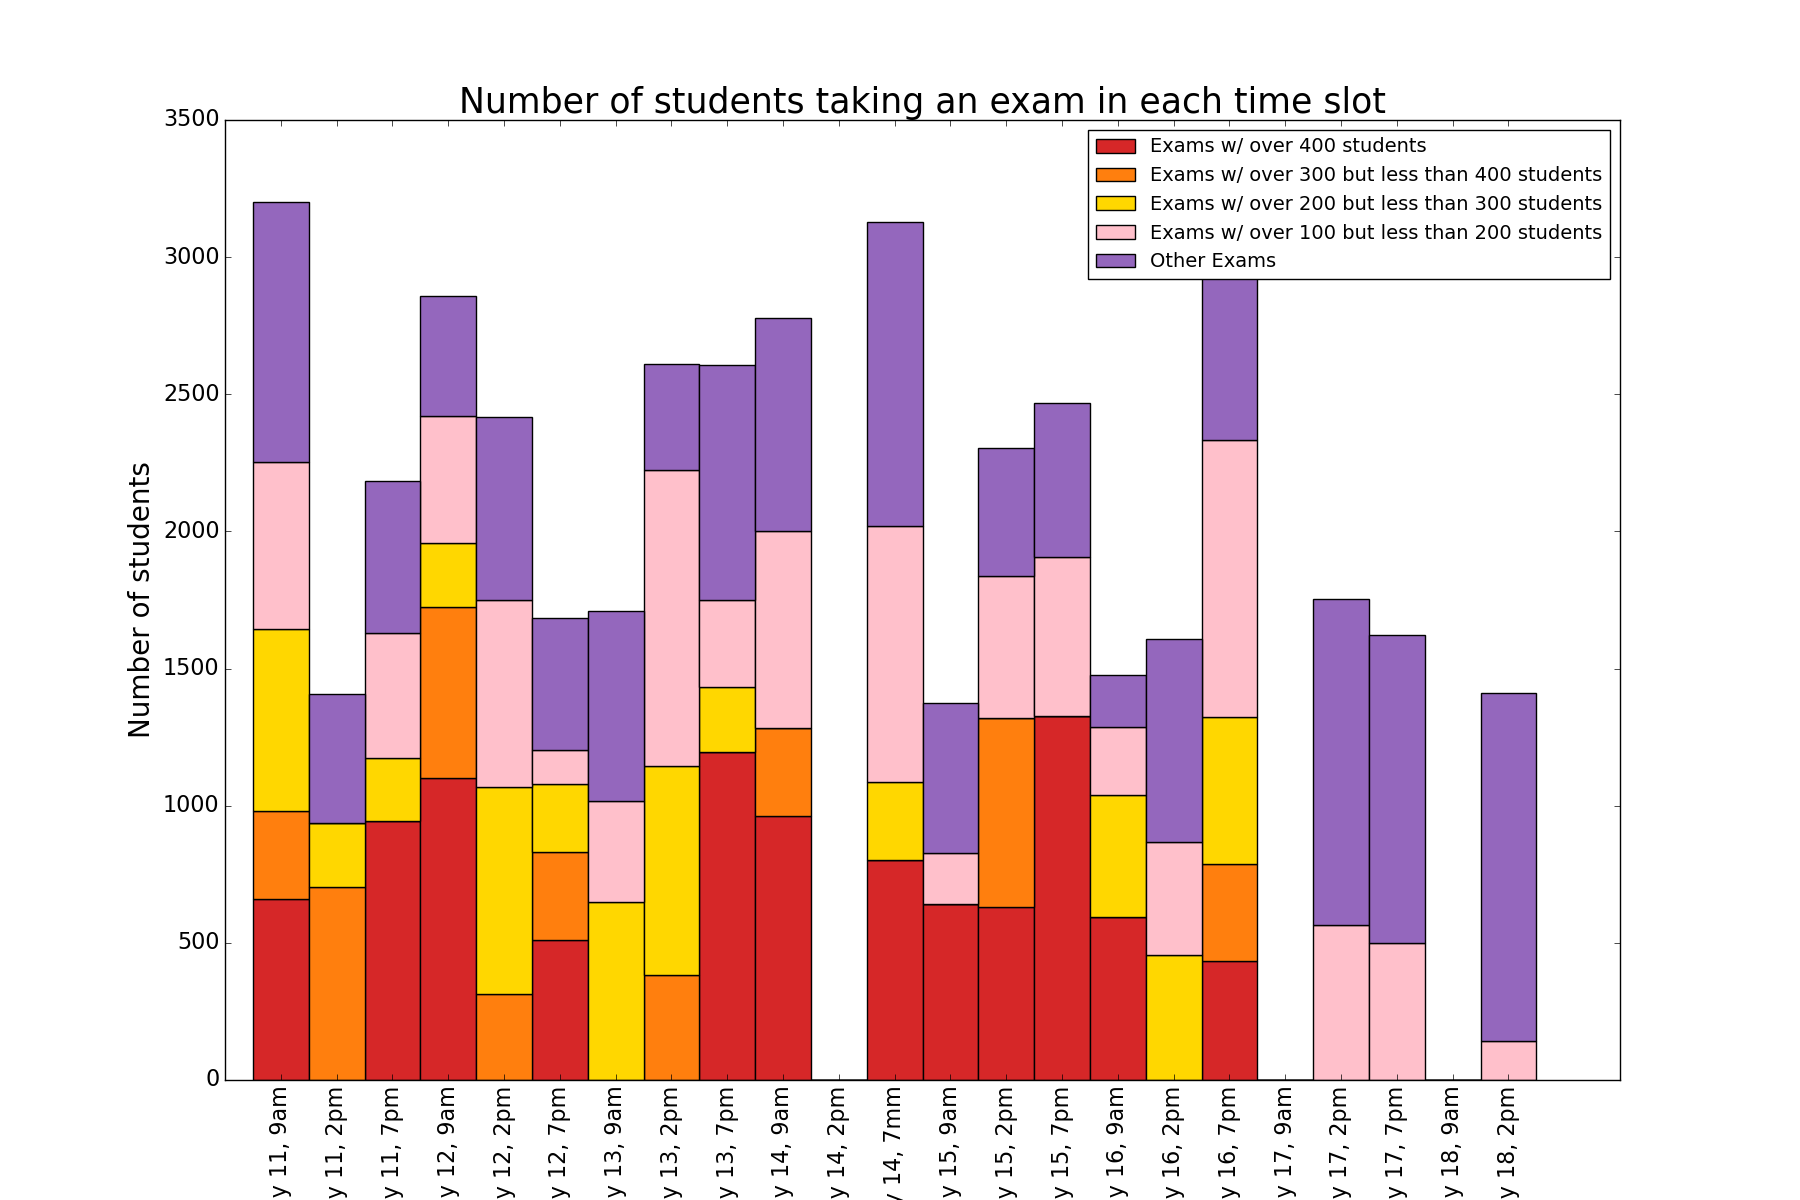 Number of students taking an exam in each time slot
Exams w/ over 400 students
Exams w/ over 300 but less than 400 students
Exams w/ over 200 but less than 300 students
Exams w/ over 100 but less than 200 students
Other Exams
Number of students
3500
3000
2500
2000
1500
1000
500
0
y 11, 9am
y 11, 2pm
y 11, 7pm
y 12, 9am
y 12, 2pm
y 12, 7pm
y 13, 9am
y 13, 2pm
y 13, 7pm
y 14, 9am
y 14, 2pm
y 14, 7mm
y 15, 9am
y 15, 2pm
y 15, 7pm
y 16, 9am
y 16, 2pm
y 16, 7pm
y 17, 9am
y 17, 2pm
y 17, 7pm
y 18, 9am
y 18, 2pm